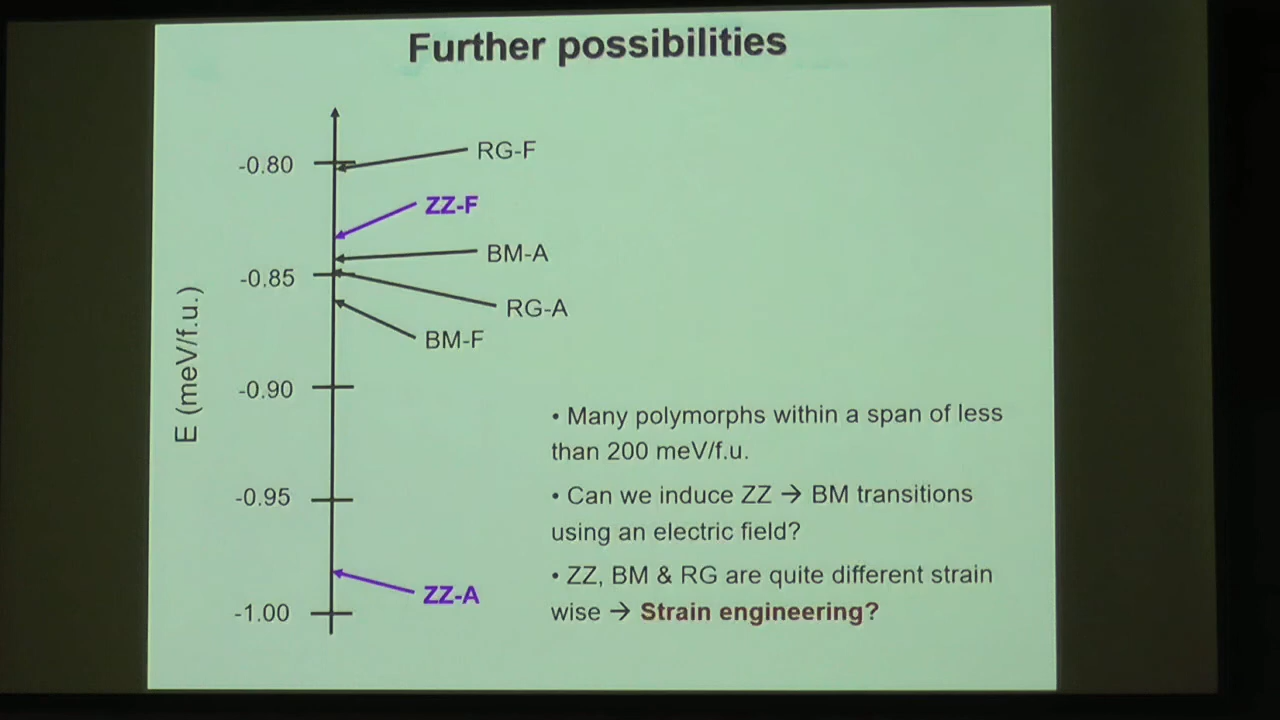 Further possibilities
-0.80
RG-F
ZZ-F
BM-A
-0.85
RG-A
BM-F
E (meV/f.u.)
-0.90
• Many polymorphs within a span of less
than 200 meV/f.u.
-0.95
• Can we induce ZZ → BM transitions
using an electric field?
• ZZ, BM & RG are quite different strain
wise → Strain engineering?
ZZ-A
-1.00